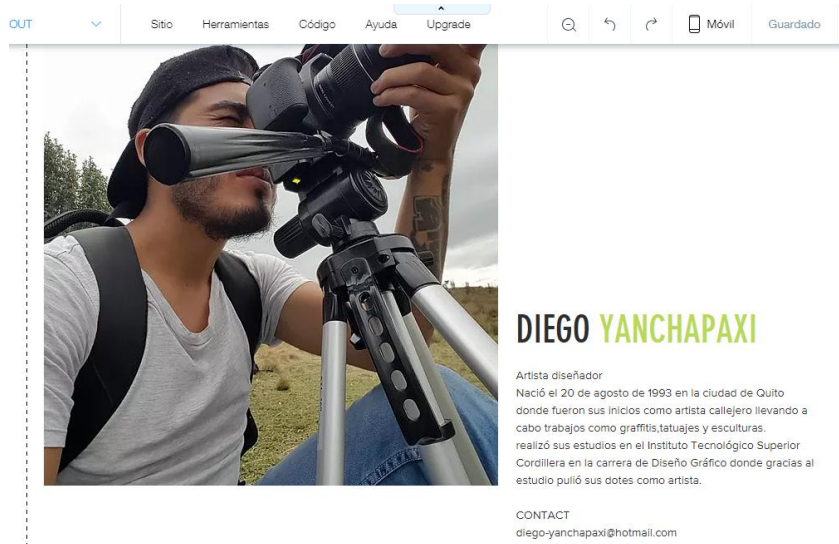 OUT
Sitio Herramientas Código Ayuda Upgrade Móvil Guardado
DIEGO YANCHAPAXI
Artista diseñador
Nació el 20 de agosto de 1993 en la ciudad de Quito
donde fueron sus inicios como artista callejero llevando a
cabo trabajos como graffitis,tatuajes y esculturas.
realizó sus estudios en el Instituto Tecnológico Superior
Cordillera en la carrera de Diseño Gráfico donde gracias al
estudio pulió sus dotes como artista.
CONTACT
diego-yanchapaxi@hotmail.com